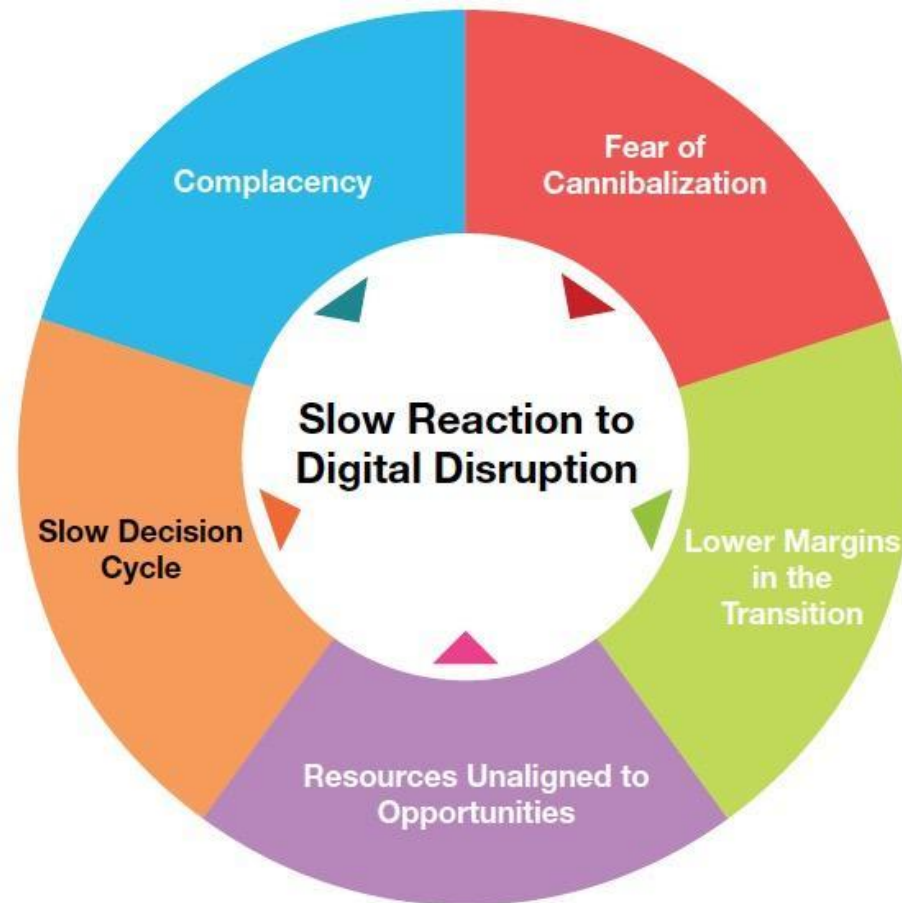 Complacency
Fear of
Cannibalization
Slow Reaction to
Digital Disruption
Slow Decision
Cycle
Lower Margins
in the
Transition
Resources Unaligned to
Opportunities